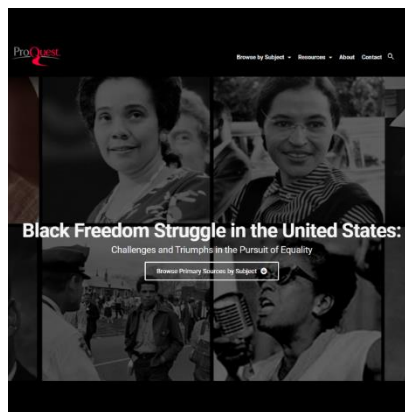 ProQuest
Browse by Subject Resources About Contact
Black Freedom Struggle in the United States:
Challenges and Triumphs in the Pursuit of Equality
Browse Primary Sources by Subject